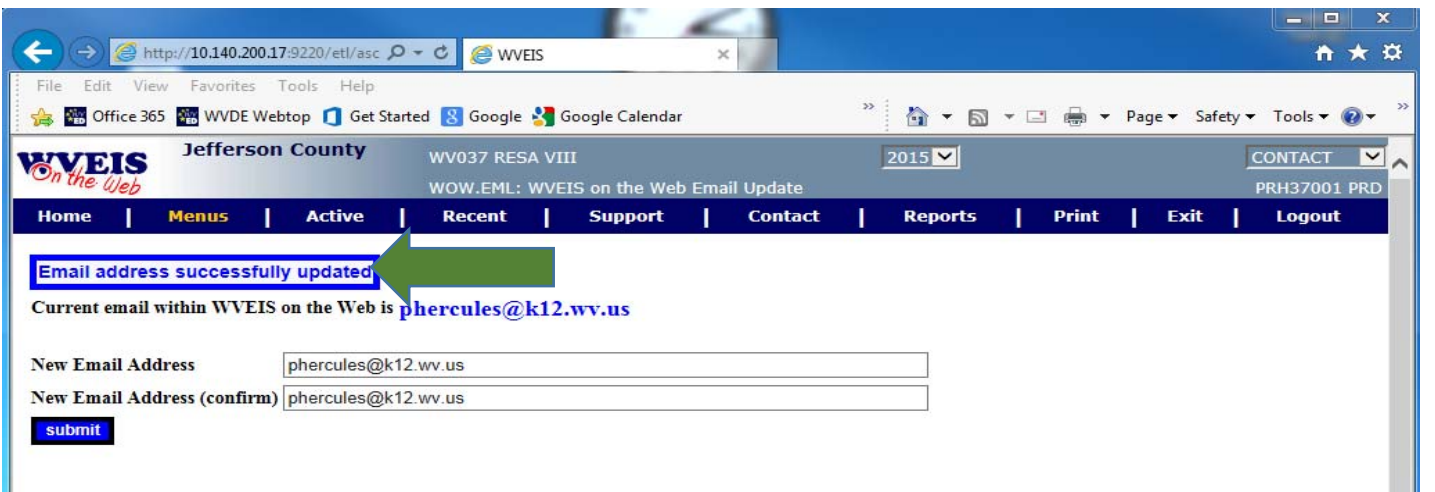 http://10.140.200.17:9220/etl/asc WVEIS
File Edit View Favorites Tools Help
Office 365 WVDE Webtop Get Started Google Google Calendar Page Safety Tools
WVEIS On the Web Jefferson County WV037 RESA VIII 2015 CONTACT
WOW.EML: WVEIS on the Web Email Update PRH37001 PRD
Home | Menus | Active | Recent | Support | Contact | Reports | Print | Exit | Logout
Email address successfully updated
Current email within WVEIS on the Web is phercules@k12.wv.us
New Email Address phercules@k12.wv.us
New Email Address (confirm) phercules@k12.wv.us
submit